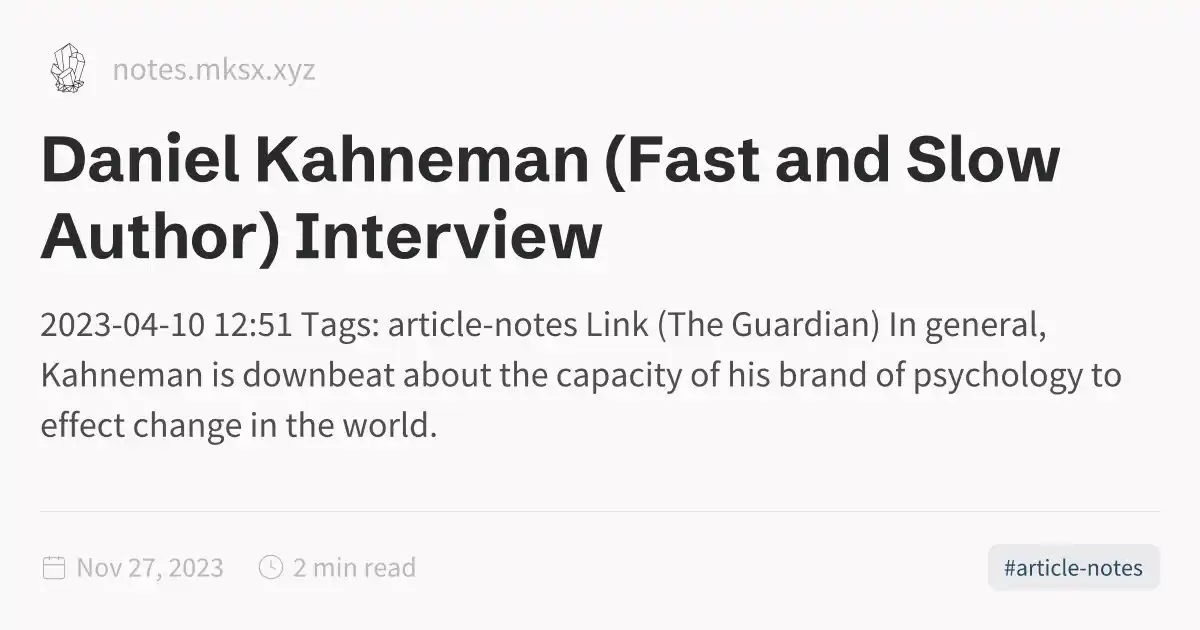 notes.mksx.xyz
Daniel Kahneman (Fast and Slow
Author) Interview
2023-04-10 12:51 Tags: article-notes Link (The Guardian) In general,
Kahneman is downbeat about the capacity of his brand of psychology to
effect change in the world.
Nov 27, 2023 2 min read #article-notes